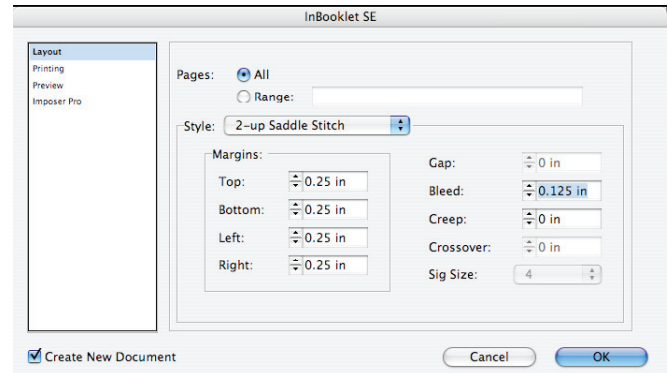 InBooklet SE
Layout
Printing
Preview
Imposer Pro
Pages: All
Range:
Style: 2-up Saddle Stitch
Margins:
Top: 0.25 in
Bottom: 0.25 in
Left: 0.25 in
Right: 0.25 in
Gap: 0 in
Bleed: 0.125 in
Creep: 0 in
Crossover: 0 in
Sig Size: 4
Create New Document
Cancel OK